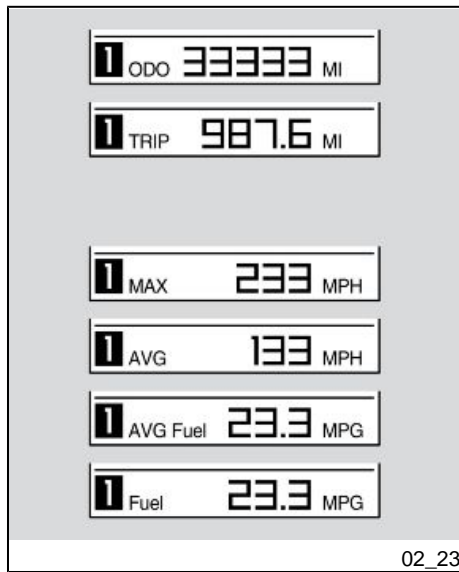 1 ODO 33333 MI
1 TRIP 987.6 MI
1 MAX 233 MPH
1 AVG 133 MPH
1 AVG Fuel 23.3 MPG
1 Fuel 23.3 MPG
02_23